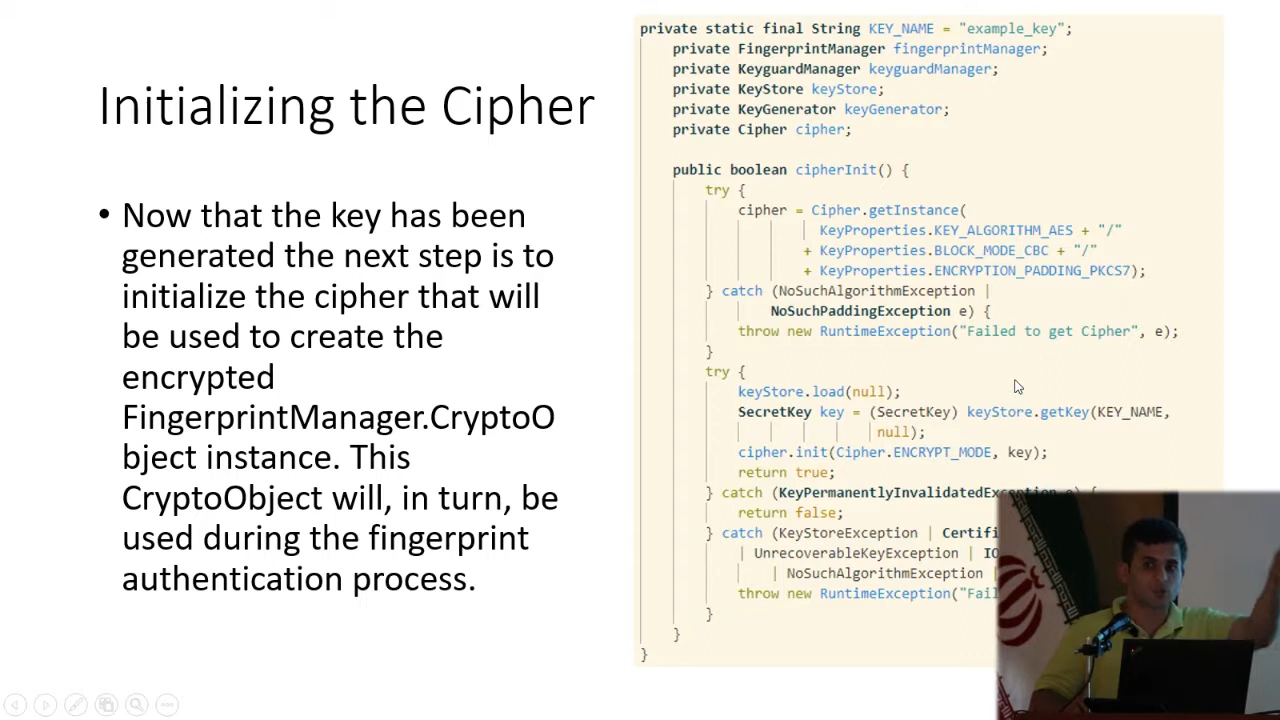 Initializing the Cipher
• Now that the key has been
generated the next step is to
initialize the cipher that will
be used to create the
encrypted
FingerprintManager.CryptoO
bject instance. This
CryptoObject will, in turn, be
used during the fingerprint
authentication process.
private static final String KEY_NAME = "example_key";
private FingerprintManager fingerprintManager;
private KeyguardManager keyguardManager;
private KeyStore keyStore;
private KeyGenerator keyGenerator;
private Cipher cipher;
public boolean cipherInit() {
try {
cipher = Cipher.getInstance(
KeyProperties.KEY_ALGORITHM_AES + "/"
+ KeyProperties.BLOCK_MODE_CBC + "/"
+ KeyProperties.ENCRYPTION_PADDING_PKCS7);
} catch (NoSuchAlgorithmException |
NoSuchPaddingException e) {
throw new RuntimeException("Failed to get Cipher", e);
}
try {
keyStore.load(null);
SecretKey key = (SecretKey) keyStore.getKey(KEY_NAME,
null);
cipher.init(Cipher.ENCRYPT_MODE, key);
return true;
} catch (KeyPermanentlyInvalidatedException e) {
return false;
} catch (KeyStoreException | Certifi
| UnrecoverableKeyException | IO
| NoSuchAlgorithmException |
throw new RuntimeException("Fail
}
}
}